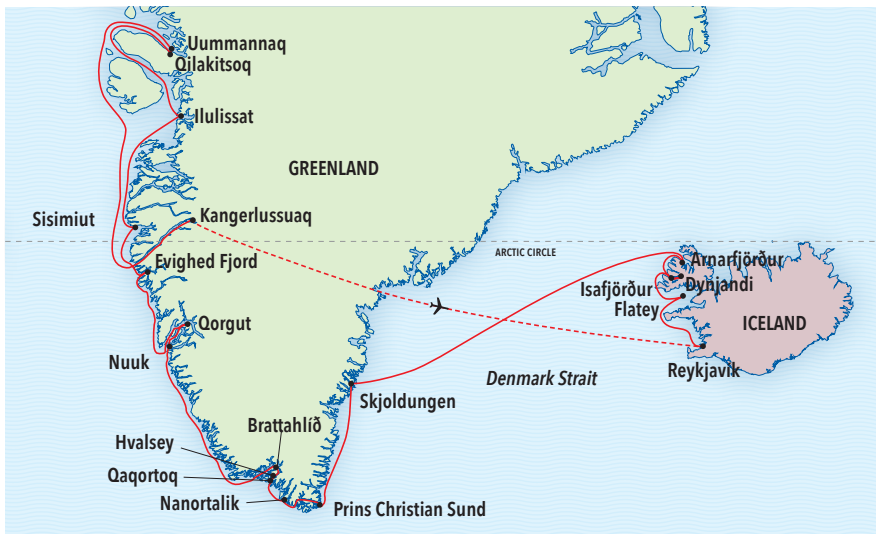 Uummannaq
Qilakitsoq
Ilulissat
GREENLAND
Sisimiut
Kangerlussuaq
ARCTIC CIRCLE
Evighed Fjord
Arnarfjörður
Dynjandi
Isafjörður
Flatey
Qorgut
ICELAND
Nuuk
Reykjavik
Denmark Strait
Skjoldungen
Brattahlíð
Hvalsey
Qaqortoq
Nanortalik
Prins Christian Sund